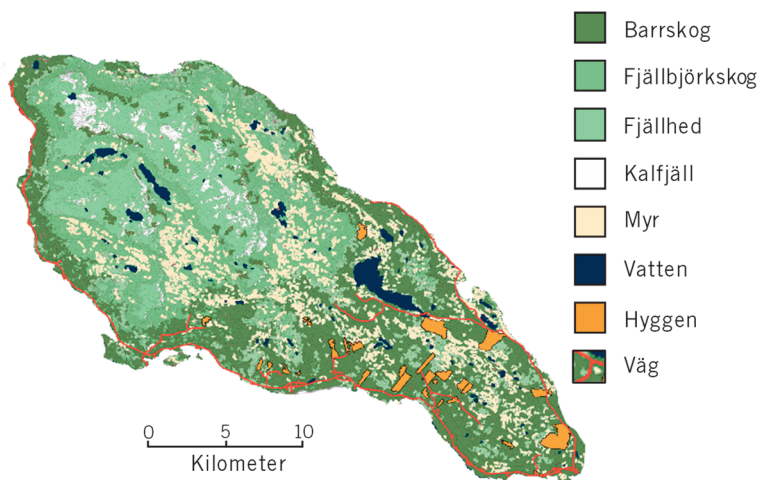 Barrskog
Fjällbjörkskog
Fjällhed
Kalfjäll
Myr
Vatten
Hyggen
Väg
0 5 10
Kilometer